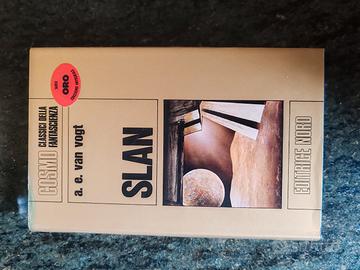 COSMO
CLASSICI DELLA
FANTASCIENZA
ORO
a. e. van vogt
SLAN
EDITRICE NORD